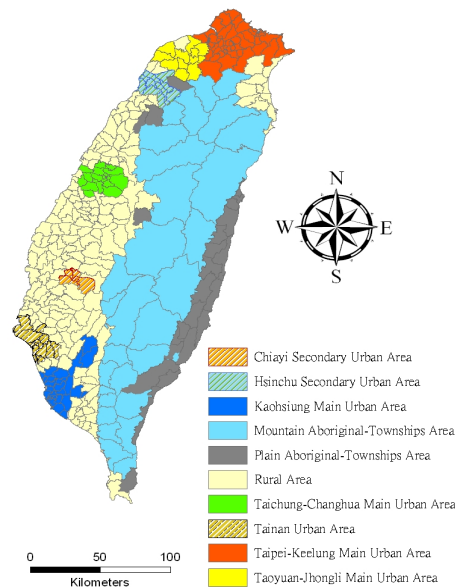 N
W E
S
Chiayi Secondary Urban Area
Hsinchu Secondary Urban Area
Kaohsiung Main Urban Area
Mountain Aboriginal-Townships Area
Plain Aboriginal-Townships Area
Rural Area
Taichung-Changhua Main Urban Area
Tainan Urban Area
Taipei-Keelung Main Urban Area
Taoyuan-Jhongli Main Urban Area
0 50 100
Kilometers